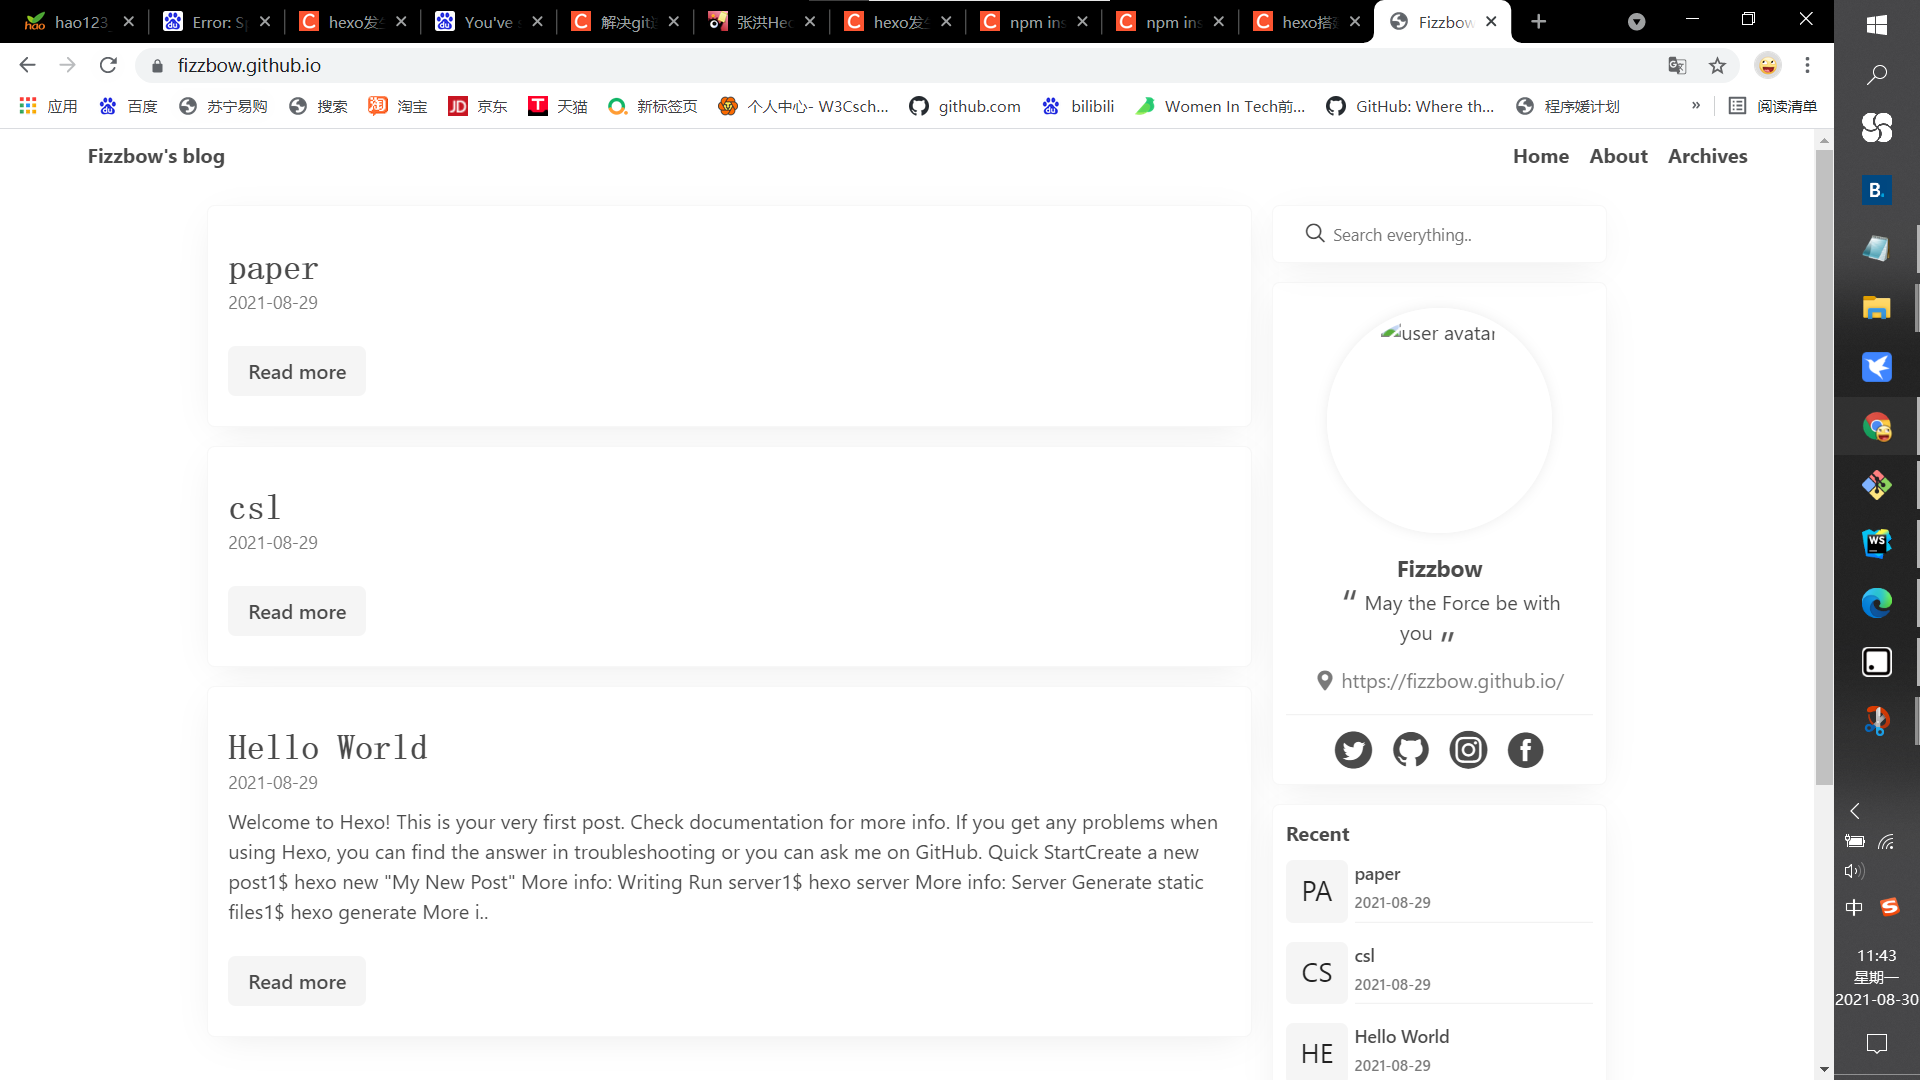 hao123
Error: S
hexo发生
You've
解决git
张洪Heo
hexo发生
npm ins
npm ins
hexo搭
Fizzbow
fizzbow.github.io
应用
百度
苏宁易购
搜索
淘宝
京东
天猫
新标签页
个人中心- W3Csch...
github.com
bilibili
Women In Tech前...
GitHub: Where th...
程序媛计划
»
阅读清单
Fizzbow's blog
Home
About
Archives
paper
2021-08-29
Read more
csl
2021-08-29
Read more
Hello World
2021-08-29
Welcome to Hexo! This is your very first post. Check documentation for more info. If you get any problems when
using Hexo, you can find the answer in troubleshooting or you can ask me on GitHub. Quick StartCreate a new
post1$ hexo new "My New Post" More info: Writing Run server1$ hexo server More info: Server Generate static
files1$ hexo generate More i..
Read more
Search everything..
user avatar
Fizzbow
“ May the Force be with
you ”
https://fizzbow.github.io/
Recent
PA
paper
2021-08-29
CS
csl
2021-08-29
HE
Hello World
2021-08-29
B.
WS
中
11:43
星期一
2021-08-30